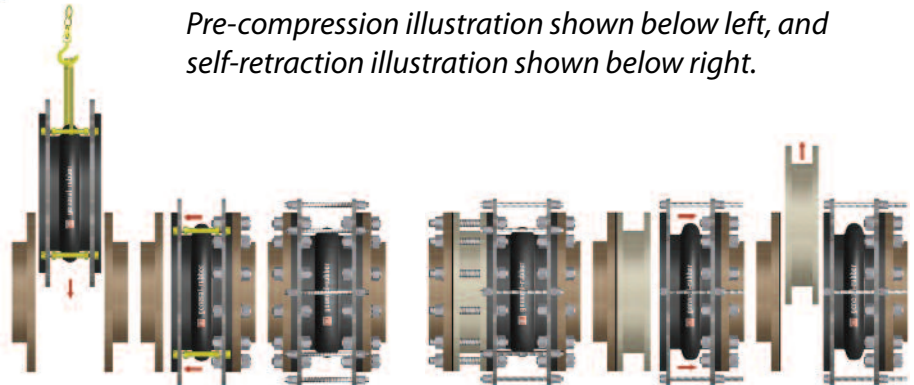 Pre-compression illustration shown below left, and
self-retraction illustration shown below right.